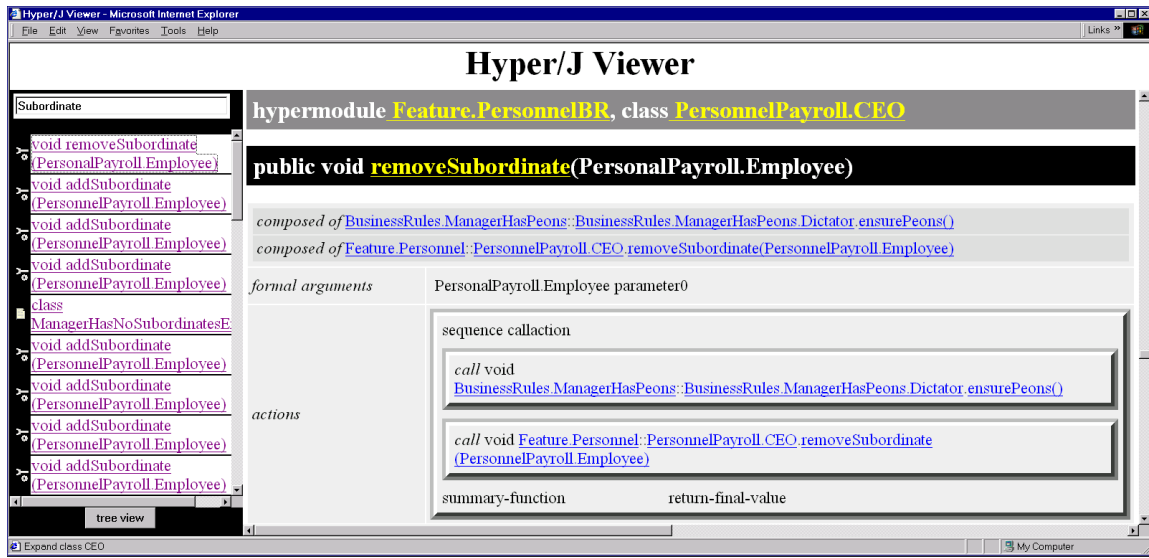 Hyper/J Viewer - Microsoft Internet Explorer
File Edit View Favorites Tools Help
Links »
Hyper/J Viewer
Subordinate
void removeSubordinate
(PersonalPayroll.Employee)
void addSubordinate
(PersonalPayroll.Employee)
void addSubordinate
(PersonalPayroll.Employee)
void addSubordinate
(PersonnelPayroll.Employee)
class
ManagerHasNoSubordinatesE
void addSubordinate
(PersonnelPayroll.Employee)
void addSubordinate
(PersonnelPayroll.Employee)
void addSubordinate
(PersonnelPayroll.Employee)
void addSubordinate
(PersonnelPayroll.Employee)
tree view
hypermodule Feature.PersonnelBR, class PersonnelPayroll.CEO
public void removeSubordinate(PersonalPayroll.Employee)
composed of BusinessRules.ManagerHasPeons::BusinessRules.ManagerHasPeons.Dictator.ensurePeons()
composed of Feature.Personnel::PersonnelPayroll.CEO.removeSubordinate(PersonnelPayroll.Employee)
formal arguments PersonalPayroll.Employee parameter0
actions
sequence callaction
call void
BusinessRules.ManagerHasPeons::BusinessRules.ManagerHasPeons.Dictator.ensurePeons()
call void Feature.Personnel::PersonnelPayroll.CEO.removeSubordinate
(PersonnelPayroll.Employee)
summary-function return-final-value
Expand class CEO
My Computer